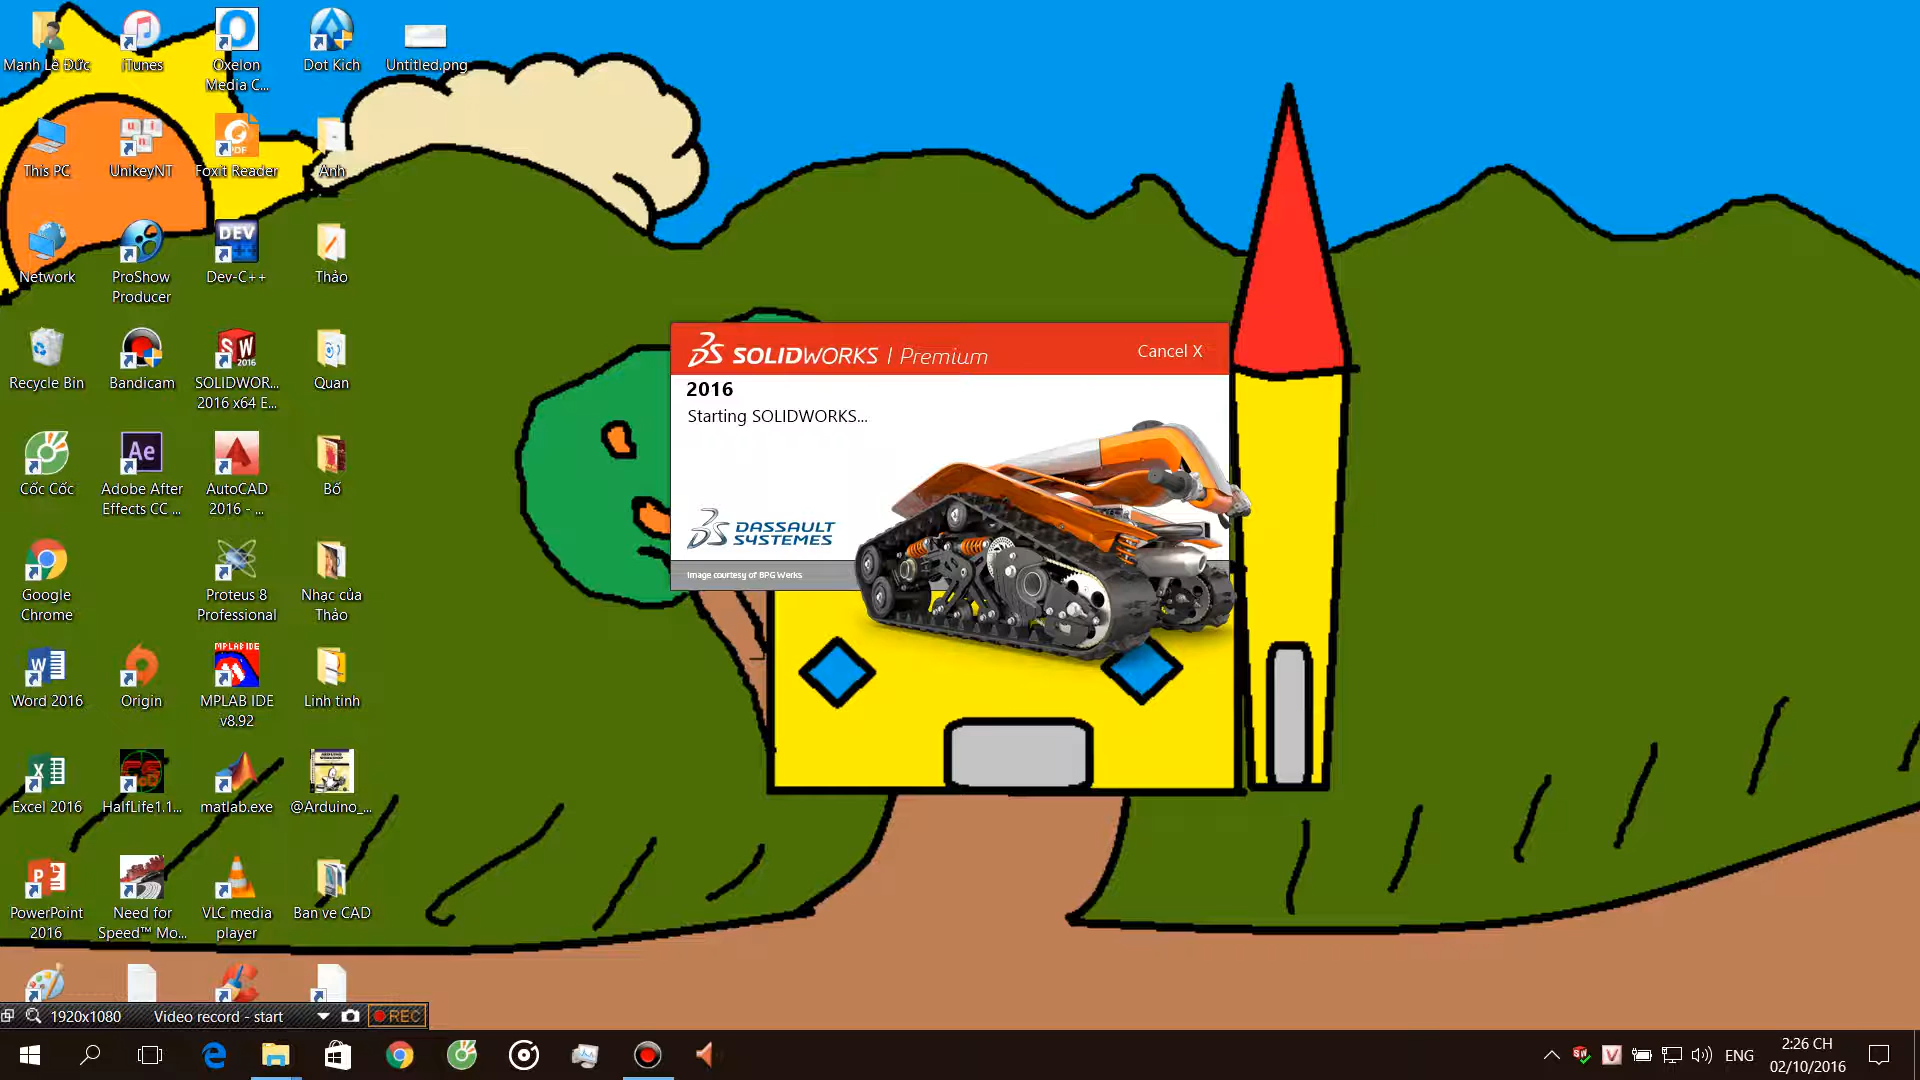 Mạnh Lê Đức
iTunes
Oxelon
Media C...
Dot Kich
Untitled.png
This PC
UnikeyNT
Foxit Reader
Anh
Network
ProShow
Producer
Dev-C++
Thảo
Recycle Bin
Bandicam
SOLIDWOR...
2016 x64 E...
Quan
Cốc Cốc
Adobe After
Effects CC ...
AutoCAD
2016 - ...
Bố
Google
Chrome
Proteus 8
Professional
Nhạc của
Thảo
Word 2016
Origin
MPLAB IDE
v8.92
Linh tinh
Excel 2016
HalfLife1.1...
matlab.exe
@Arduino_...
PowerPoint
2016
Need for
Speed™ Mo...
VLC media
player
Ban ve CAD
SOLIDWORKS | Premium
Cancel X
2016
Starting SOLIDWORKS...
DASSAULT
SYSTEMES
Image courtesy of BPG Werks
1920x1080
Video record - start
REC
ENG
2:26 CH
02/10/2016